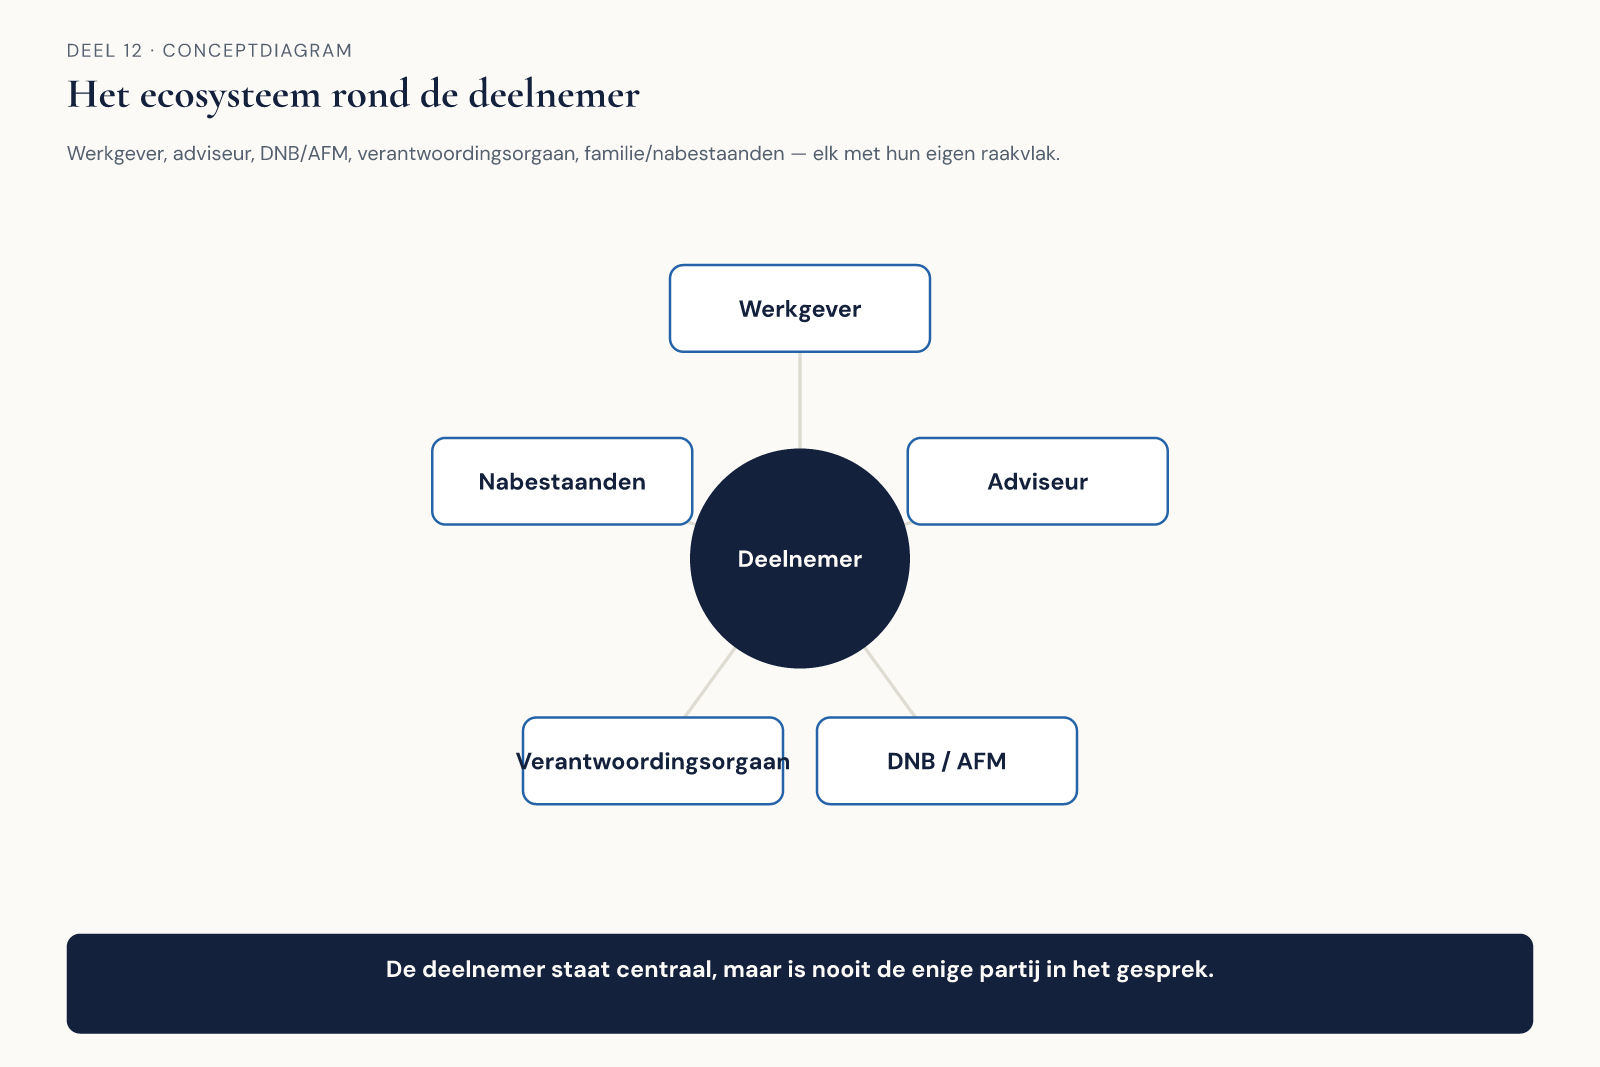 DEEL 12 · CONCEPTDIAGRAM
Het ecosysteem rond de deelnemer
Werkgever, adviseur, DNB/AFM, verantwoordingsorgaan, familie/nabestaanden — elk met hun eigen raakvlak.
Werkgever
Nabestaanden
Adviseur
Deelnemer
Verantwoordingsorgaan
DNB / AFM
De deelnemer staat centraal, maar is nooit de enige partij in het gesprek.